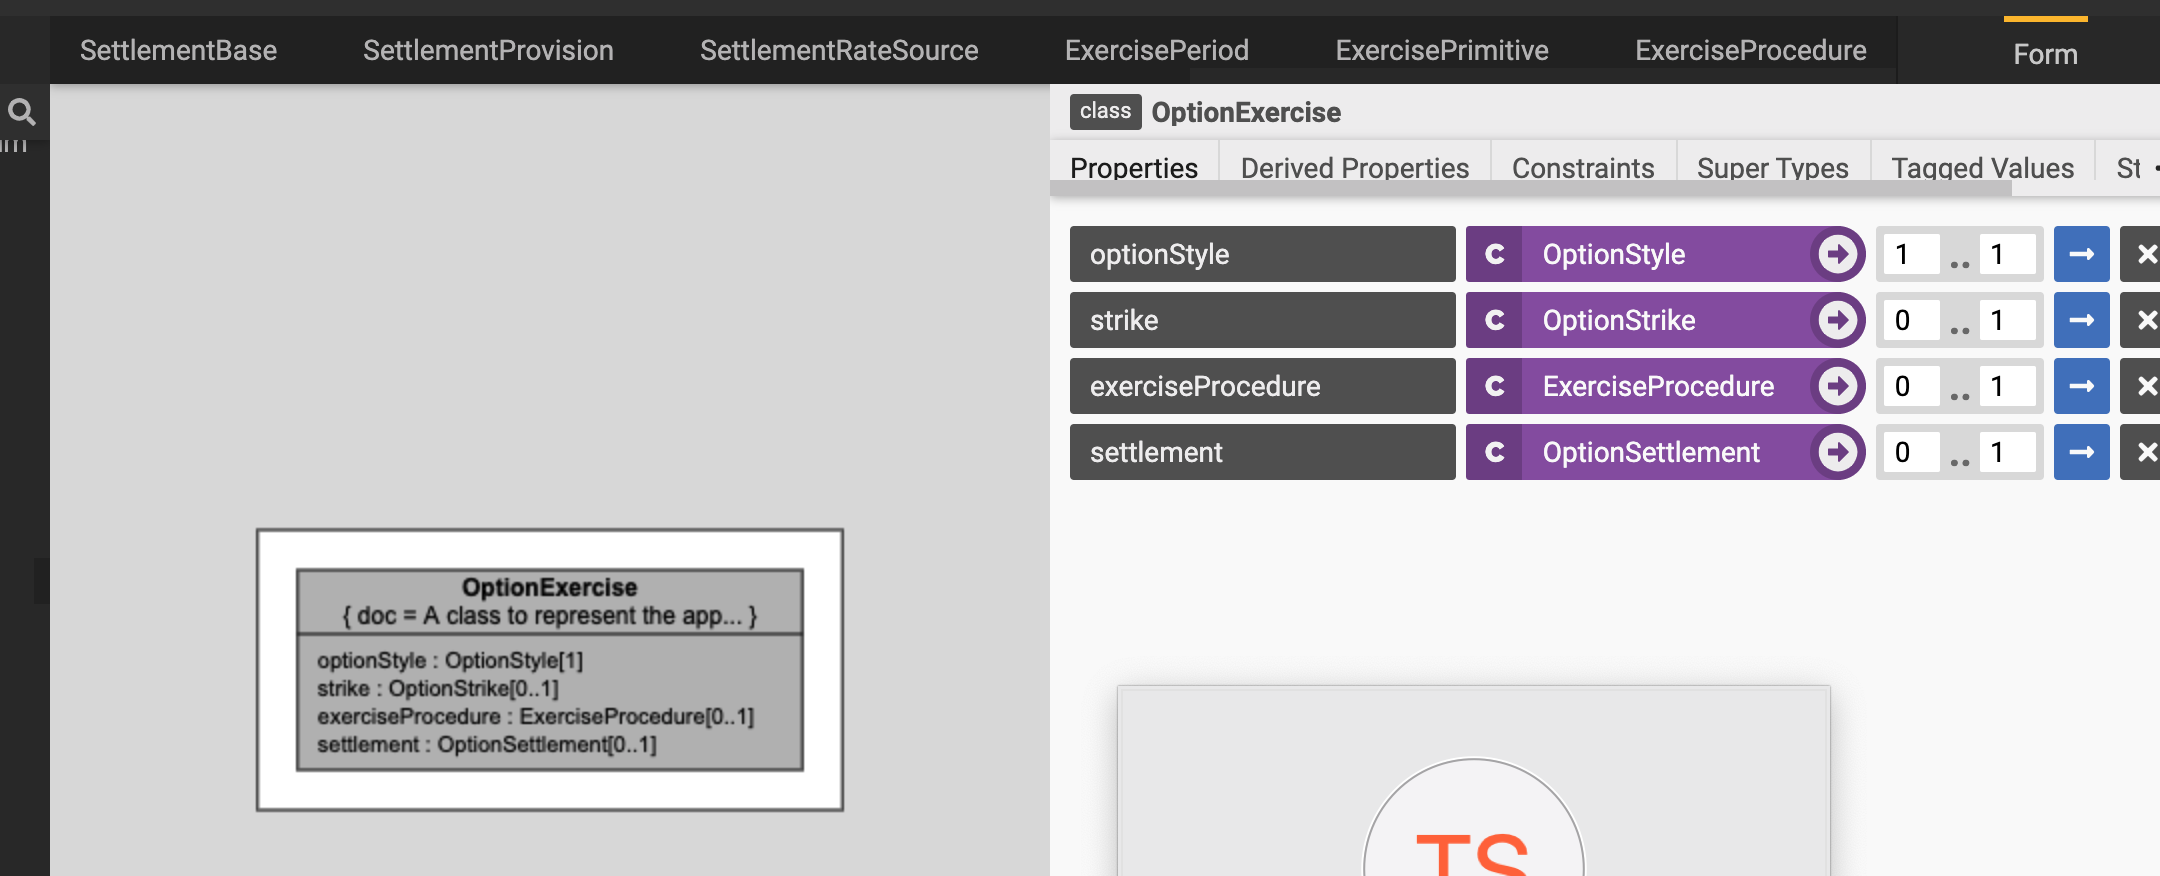 SettlementBase SettlementProvision SettlementRateSource ExercisePeriod ExercisePrimitive ExerciseProcedure Form
class OptionExercise
Properties Derived Properties Constraints Super Types Tagged Values St
optionStyle C OptionStyle 1 .. 1
strike C OptionStrike 0 .. 1
exerciseProcedure C ExerciseProcedure 0 .. 1
settlement C OptionSettlement 0 .. 1
OptionExercise
{ doc = A class to represent the app... }
optionStyle : OptionStyle[1]
strike : OptionStrike[0..1]
exerciseProcedure : ExerciseProcedure[0..1]
settlement : OptionSettlement[0..1]
TS